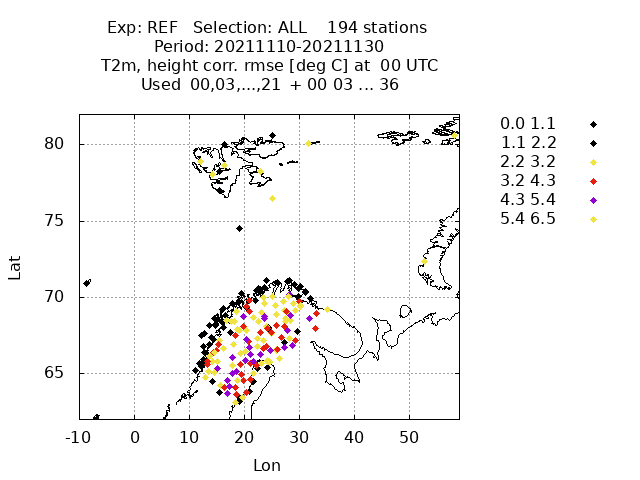 Exp: REF Selection: ALL 194 stations
Period: 20211110-20211130
T2m, height corr. rmse [deg C] at 00 UTC
Used 00,03,...,21 + 00 03 ... 36
0.0 1.1
1.1 2.2
2.2 3.2
3.2 4.3
4.3 5.4
5.4 6.5
80
75
70
65
Lat
-10 0 10 20 30 40 50
Lon